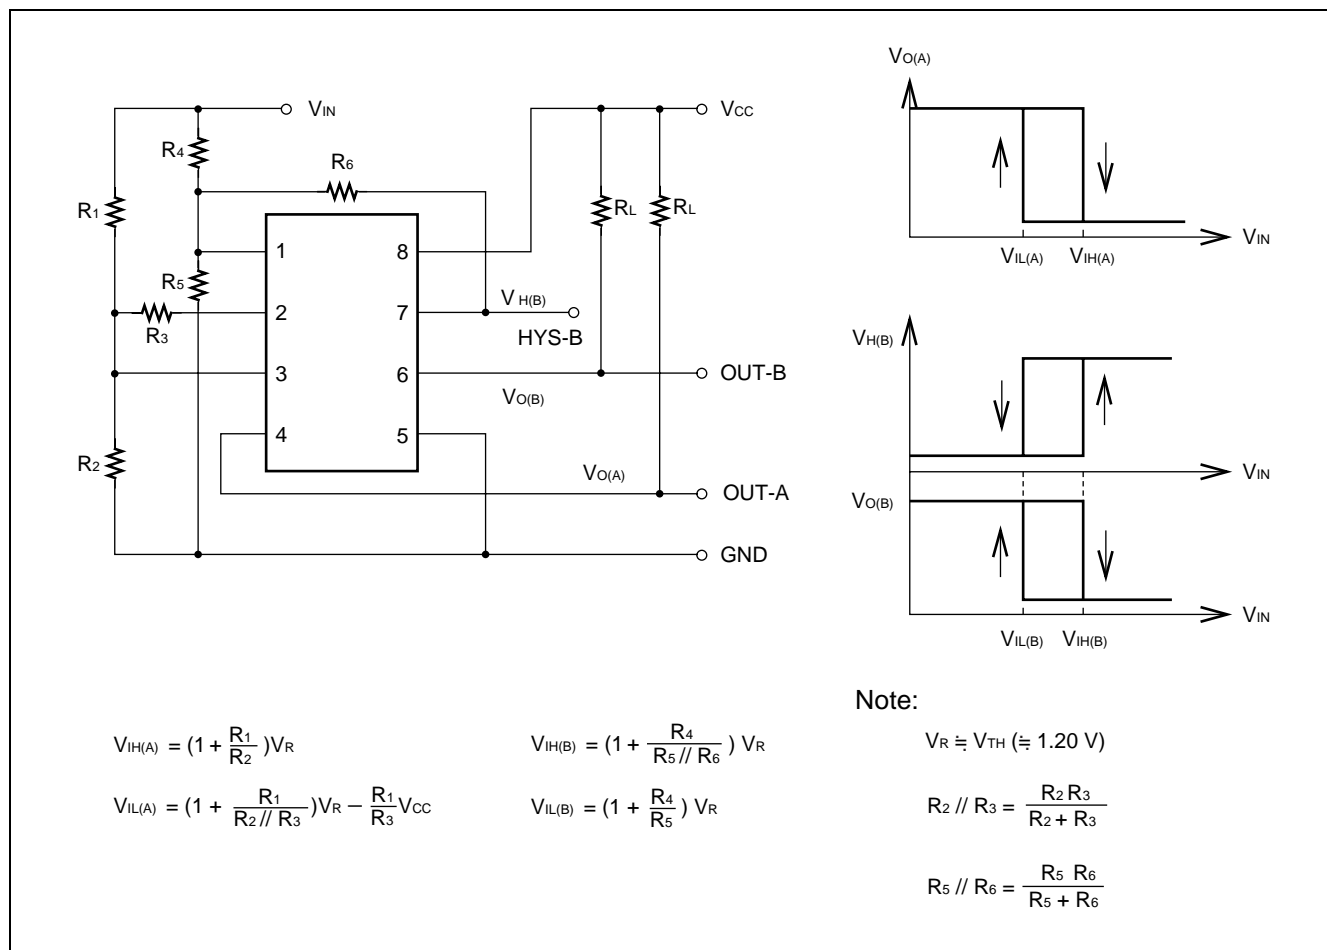 VIN
VCC
R4
R6
R1
RL
RL
1
8
R5
VH(B)
2
7
R3
HYS-B
3
6
OUT-B
VO(B)
4
5
R2
VO(A)
OUT-A
GND
VO(A)
VIN
VIL(A)
VIH(A)
VH(B)
VIN
VO(B)
VIN
VIL(B)
VIH(B)
VIH(A) = (1 + R1/R2)VR
VIL(A) = (1 + R1/R2 // R3)VR − R1/R3 VCC
VIH(B) = (1 + R4/R5 // R6) VR
VIL(B) = (1 + R4/R5) VR
Note:
VR ≒ VTH (≒ 1.20 V)
R2 // R3 = R2 R3/R2 + R3
R5 // R6 = R5 R6/R5 + R6